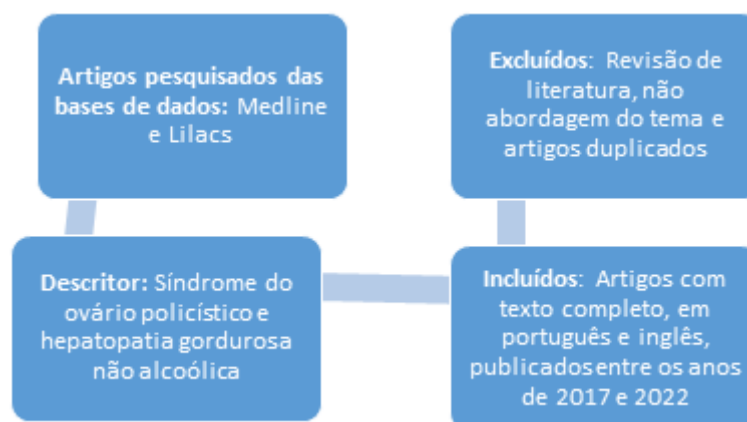 Artigos pesquisados das
bases de dados: Medline
e Lilacs
Descritor: Síndrome do
ovário policístico e
hepatopatia gordurosa
não alcoólica
Incluídos: Artigos com
texto completo, em
português e inglês,
publicados entre os anos
de 2017 e 2022
Excluídos: Revisão de
literatura, não
abordagem do tema e
artigos duplicados